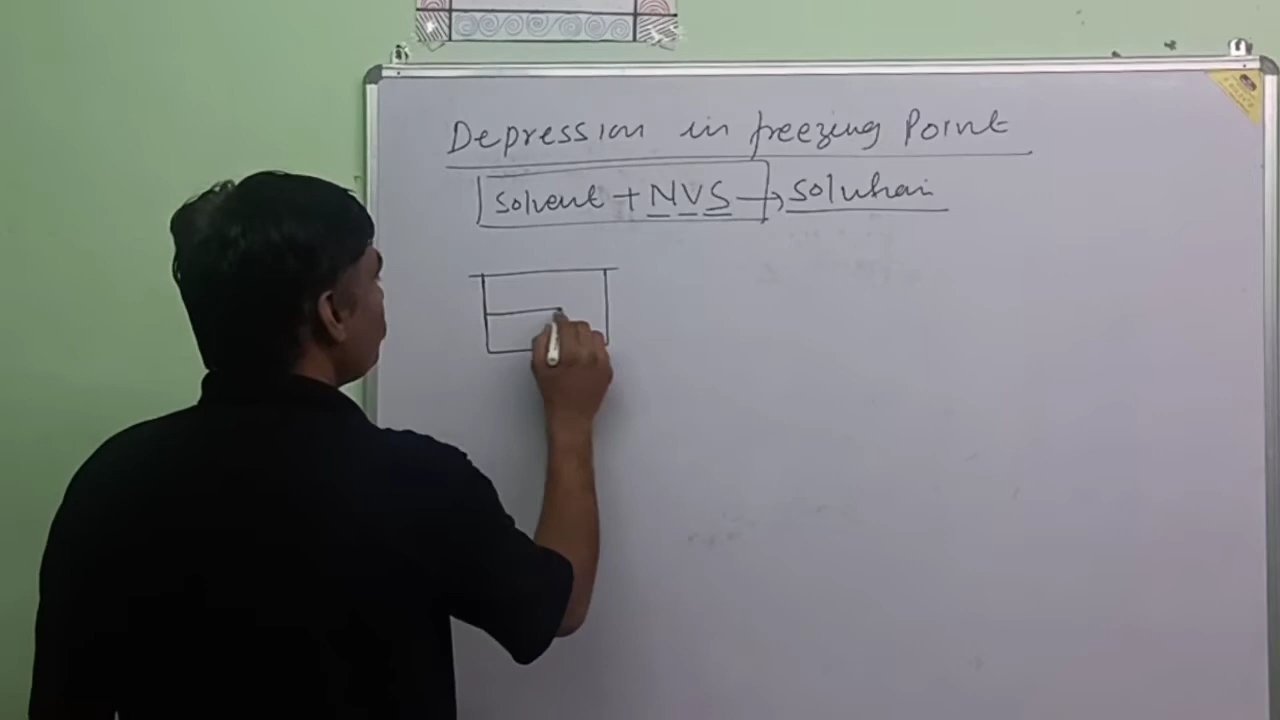 Depression in freezing Point
Solvent + NVS → Solution